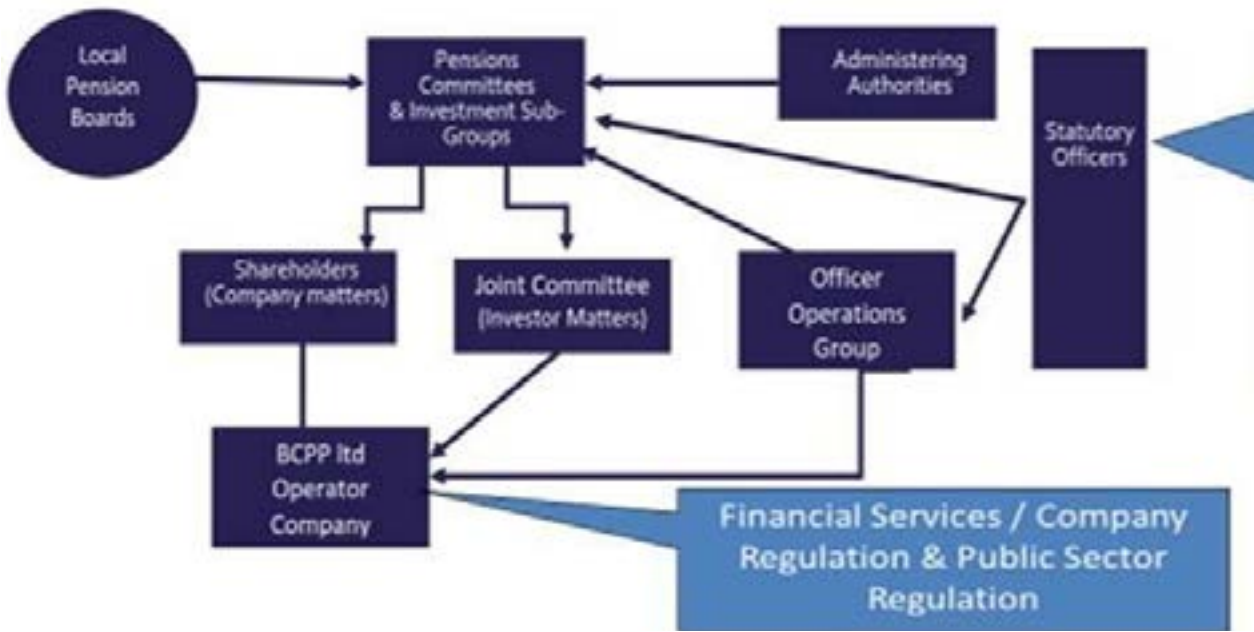 Local
Pension
Boards
Pensions
Committees
& Investment Sub-
Groups
Administering
Authorities
Statutory
Officers
Shareholders
(Company matters)
Joint Committee
(Investor Matters)
Officer
Operations
Group
BCPP ltd
Operator
Company
Financial Services / Company
Regulation & Public Sector
Regulation